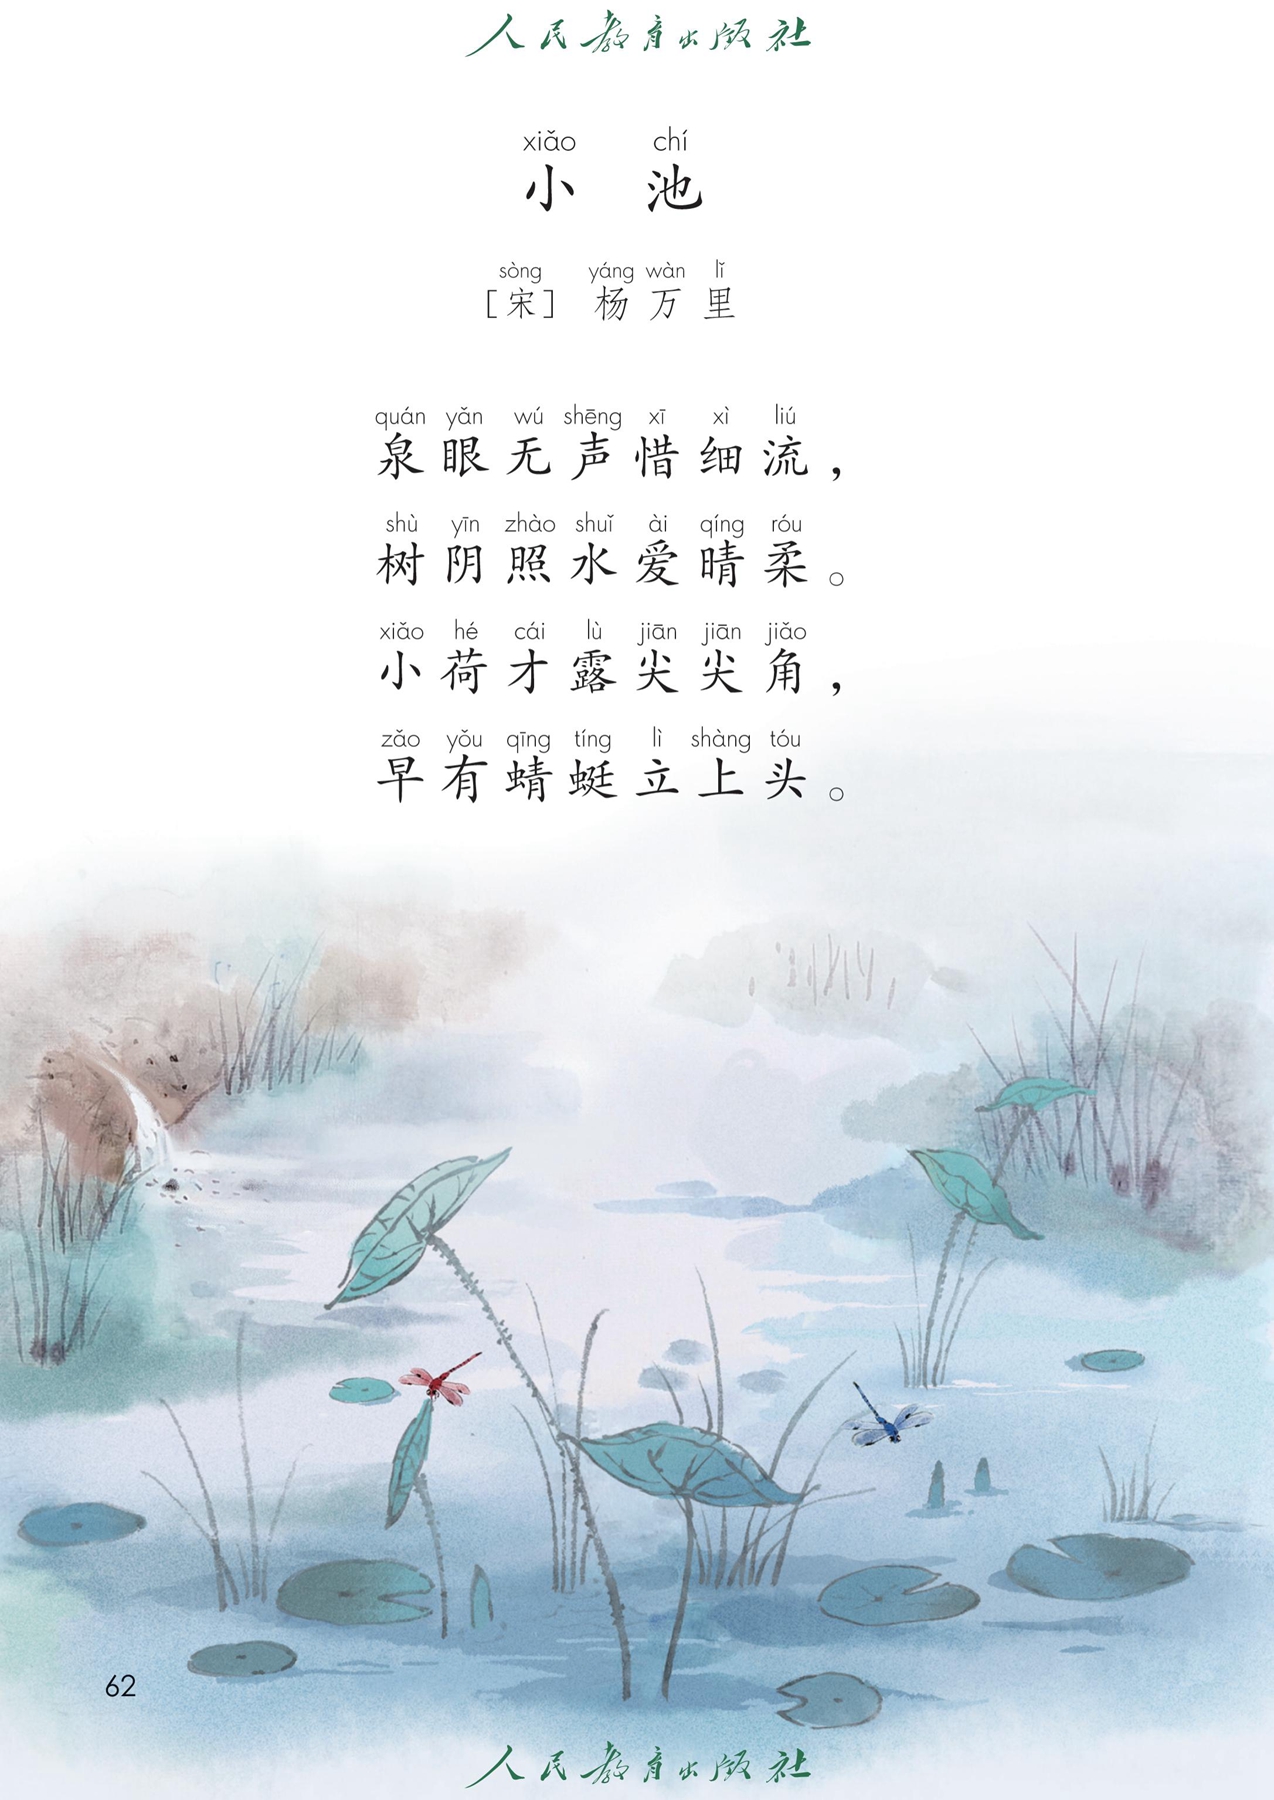 人民教育出版社
xiǎo chí
小 池
sòng yáng wàn lǐ
[宋] 杨万里
quán yǎn wú shēng xī xì liú
泉眼无声惜细流，
shù yīn zhào shuǐ ài qíng róu
树阴照水爱晴柔。
xiǎo hé cái lù jiān jiān jiǎo
小荷才露尖尖角，
zǎo yǒu qīng tíng lì shàng tóu
早有蜻蜓立上头。
62
人民教育出版社